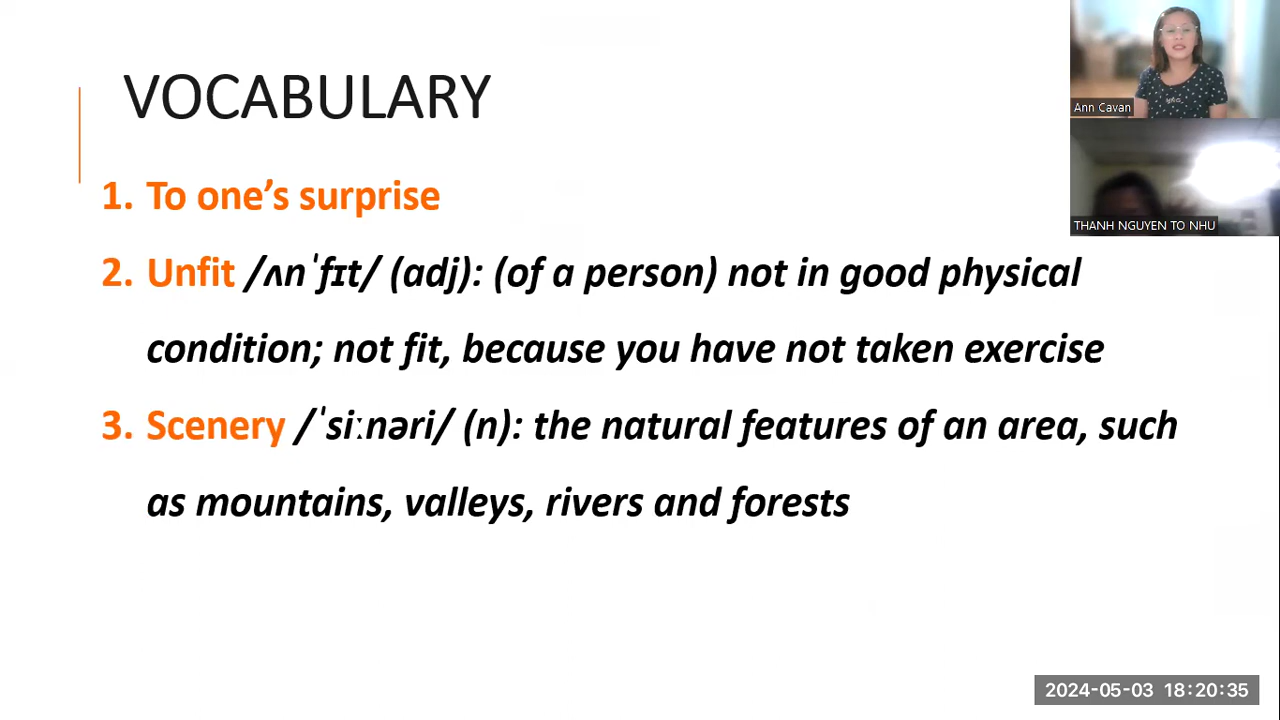 VOCABULARY
1. To one’s surprise
2. Unfit /ʌnˈfɪt/ (adj): (of a person) not in good physical
condition; not fit, because you have not taken exercise
3. Scenery /ˈsiːnəri/ (n): the natural features of an area, such
as mountains, valleys, rivers and forests
Ann Cavan
THANH NGUYEN TO NHU
2024-05-03 18:20:35